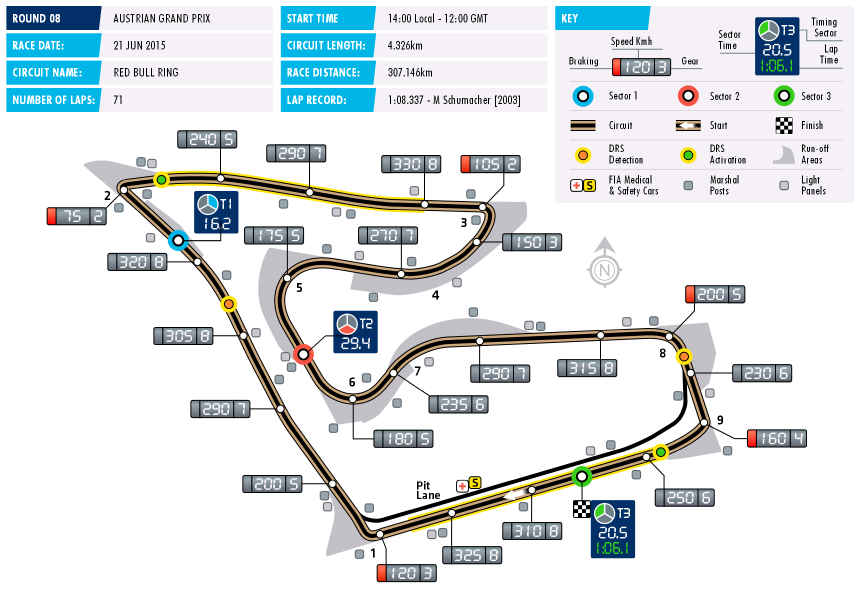 ROUND 08
AUSTRIAN GRAND PRIX
RACE DATE:
21 JUN 2015
CIRCUIT NAME:
RED BULL RING
NUMBER OF LAPS:
71
START TIME
14:00 Local - 12:00 GMT
CIRCUIT LENGTH:
4.326km
RACE DISTANCE:
307.146km
LAP RECORD:
1:08.337 - M Schumacher [2003]
KEY
Speed Kmh
Braking
120 3
Gear
Sector
Time
T3
20.5
1:06.1
Timing
Sector
Lap
Time
Sector 1
Sector 2
Sector 3
Circuit
Start
Finish
DRS
Detection
DRS
Activation
Run-off
Areas
S
FIA Medical
& Safety Cars
Marshal
Posts
Light
Panels
240 5
290 7
330 8
105 2
2
75 2
T1
16.2
3
175 5
270 7
150 3
320 8
5
4
N
200 5
305 8
T2
29.4
8
6
7
290 7
315 8
230 6
290 7
235 6
9
180 5
160 4
200 5
Pit
Lane
S
250 6
T3
20.5
1:06.1
310 8
1
325 8
120 3